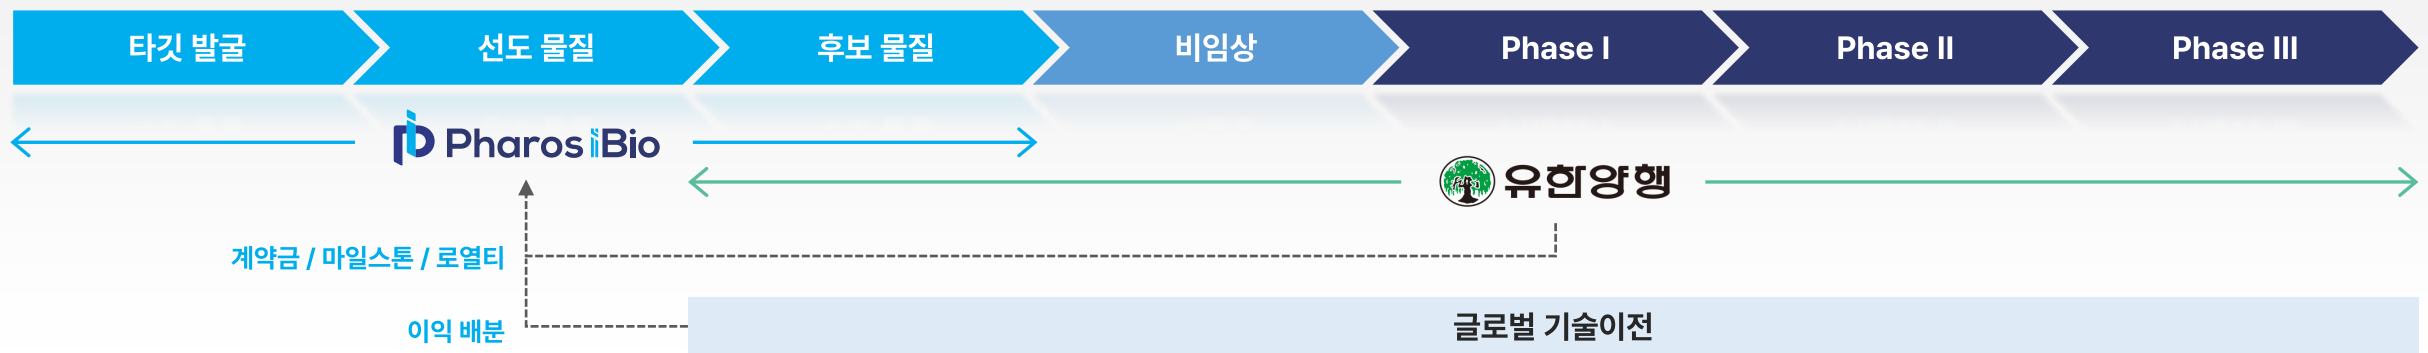 타깃 발굴
선도 물질
후보 물질
비임상
Phase I
Phase II
Phase III
Pharos iBio
유한양행
계약금 / 마일스톤 / 로열티
이익 배분
글로벌 기술이전